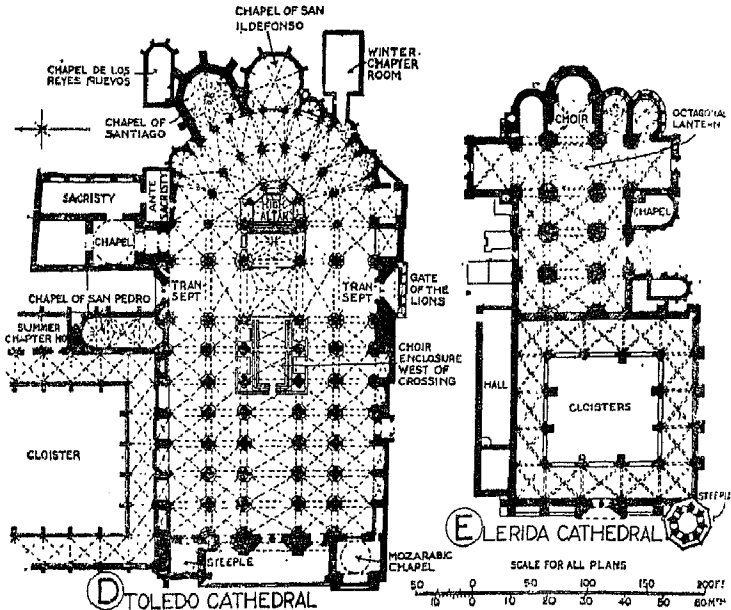 CHAPEL OF SAN
ILDEFONSO
WINTER-
CHAPTER
ROOM
CHAPEL DE LOS
REYES NUEVOS
CHAPEL OF
SANTIAGO
SACRISTY
ANTE
SACRISTY
CHAPEL
HIGH
ALTAR
TRAN
SEPT
TRAN
SEPT
GATE
OF THE
LIONS
CHAPEL OF SAN PEDRO
SUMMER
CHAPTER HO
CHOIR
ENCLOSURE
WEST OF
CROSSING
CLOISTER
STEEPLE
MOZARABIC
CHAPEL
D TOLEDO CATHEDRAL
CHOIR
OCTAGONAL
LANTERN
CHAPEL
HALL
CLOISTERS
STEEPLE
E LERIDA CATHEDRAL
SCALE FOR ALL PLANS
50 0 50 100 150 200FT
10 0 10 20 30 40 50 60MTR